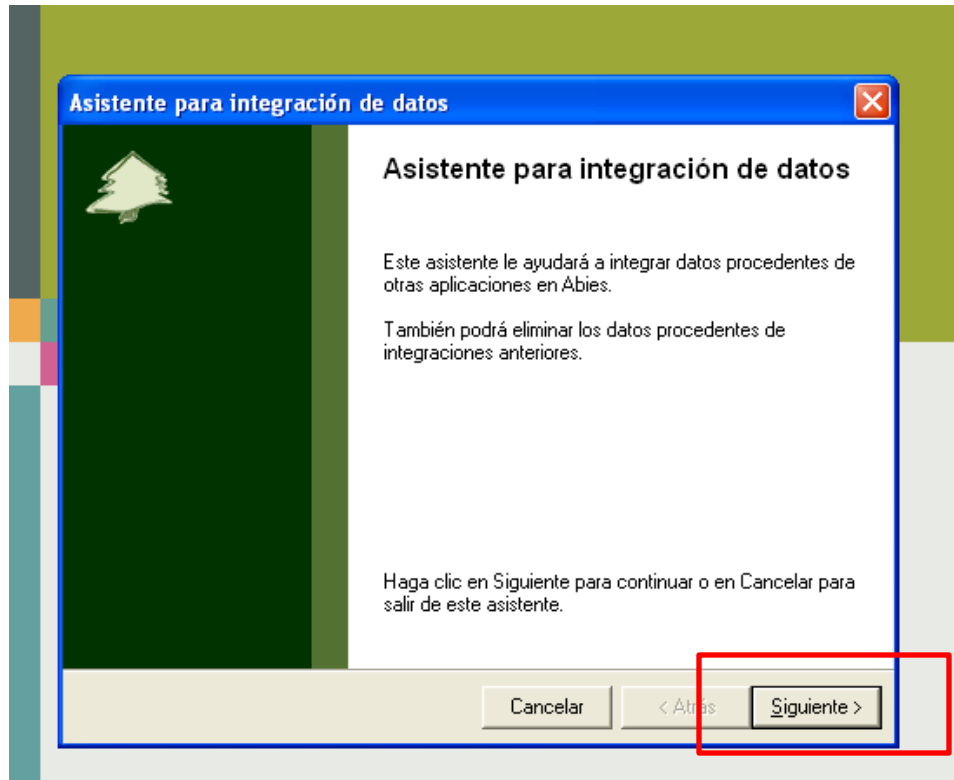 Asistente para integración de datos
Asistente para integración de datos
Este asistente le ayudará a integrar datos procedentes de
otras aplicaciones en Abies.
También podrá eliminar los datos procedentes de
integraciones anteriores.
Haga clic en Siguiente para continuar o en Cancelar para
salir de este asistente.
Cancelar < Atrás Siguiente >